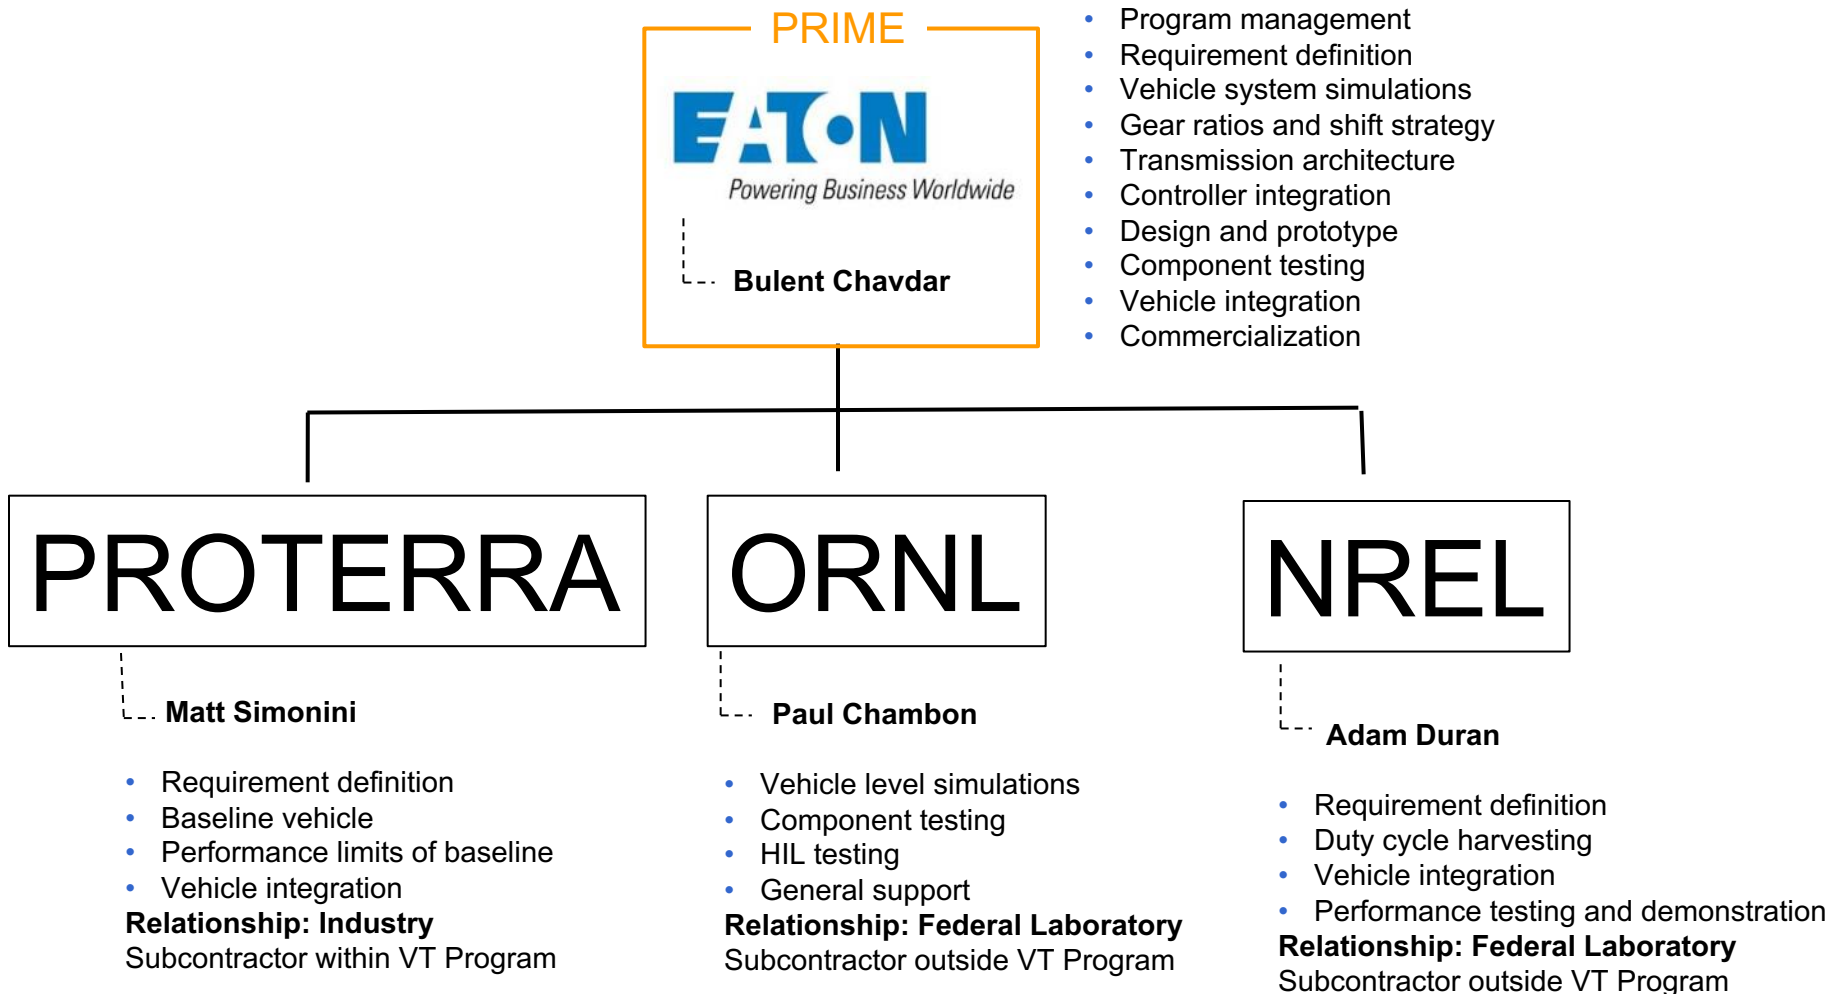 PRIME
EATON
Powering Business Worldwide
Bulent Chavdar
• Program management
• Requirement definition
• Vehicle system simulations
• Gear ratios and shift strategy
• Transmission architecture
• Controller integration
• Design and prototype
• Component testing
• Vehicle integration
• Commercialization
PROTERRA
Matt Simonini
• Requirement definition
• Baseline vehicle
• Performance limits of baseline
• Vehicle integration
Relationship: Industry
Subcontractor within VT Program
ORNL
Paul Chambon
• Vehicle level simulations
• Component testing
• HIL testing
• General support
Relationship: Federal Laboratory
Subcontractor outside VT Program
NREL
Adam Duran
• Requirement definition
• Duty cycle harvesting
• Vehicle integration
• Performance testing and demonstration
Relationship: Federal Laboratory
Subcontractor outside VT Program